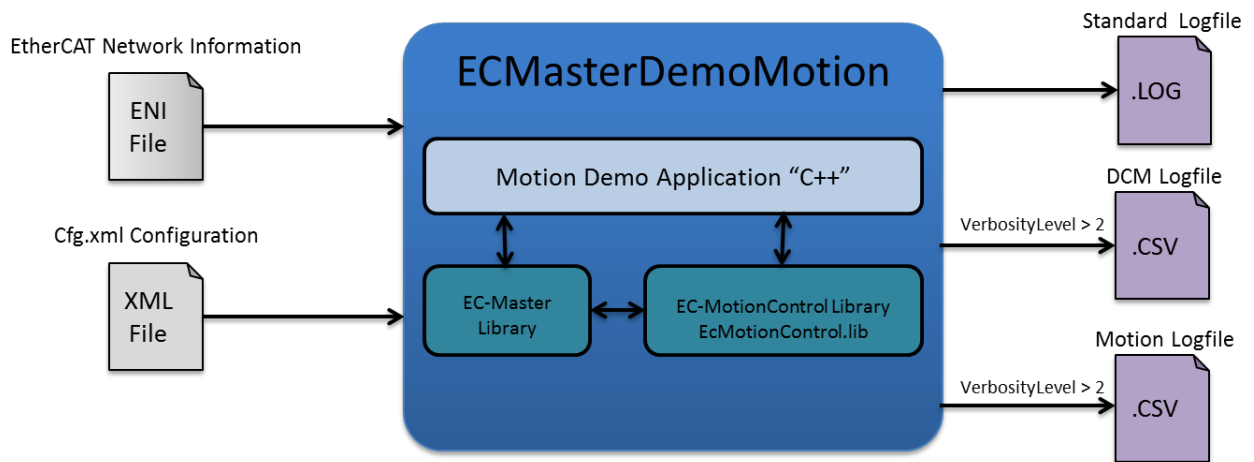 EtherCAT Network Information
ENI
File
Cfg.xml Configuration
XML
File
ECMasterDemoMotion
Motion Demo Application “C++”
EC-Master
Library
EC-MotionControl Library
EcMotionControl.lib
Standard Logfile
.LOG
DCM Logfile
VerbosityLevel > 2
.CSV
Motion Logfile
VerbosityLevel > 2
.CSV